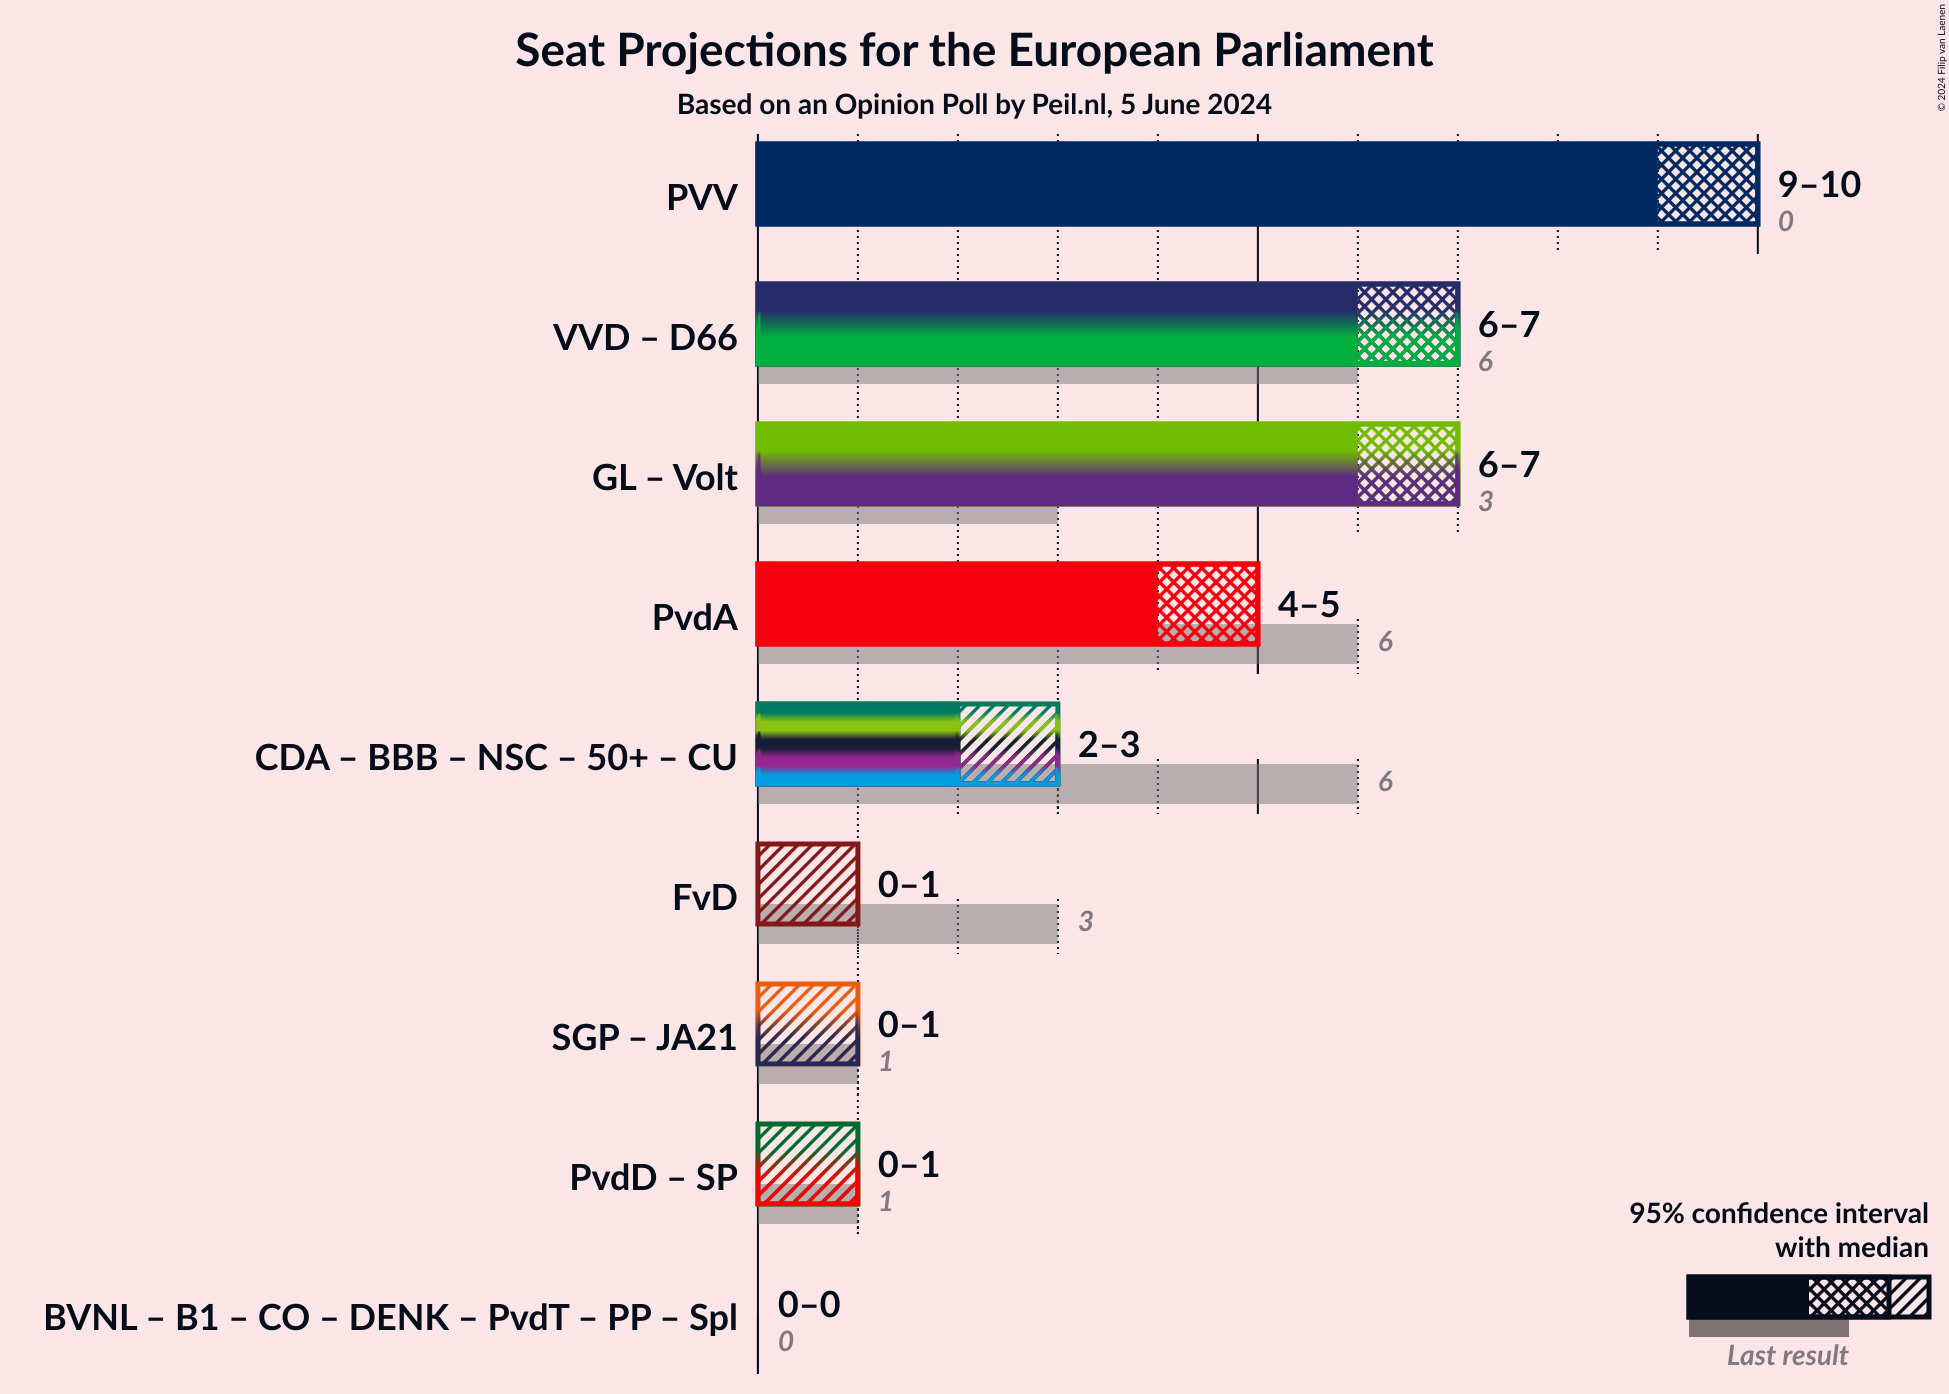 Seat Projections for the European Parliament
Based on an Opinion Poll by Peil.nl, 5 June 2024
© 2024 Filip van Laenen
PVV
9–10
0
VVD – D66
6–7
6
GL – Volt
6–7
3
PvdA
4–5
6
CDA – BBB – NSC – 50+ – CU
2–3
6
FvD
0–1
3
SGP – JA21
0–1
1
PvdD – SP
0–1
1
BVNL – B1 – CO – DENK – PvdT – PP – Spl
0–0
0
95% confidence interval
with median
Last result